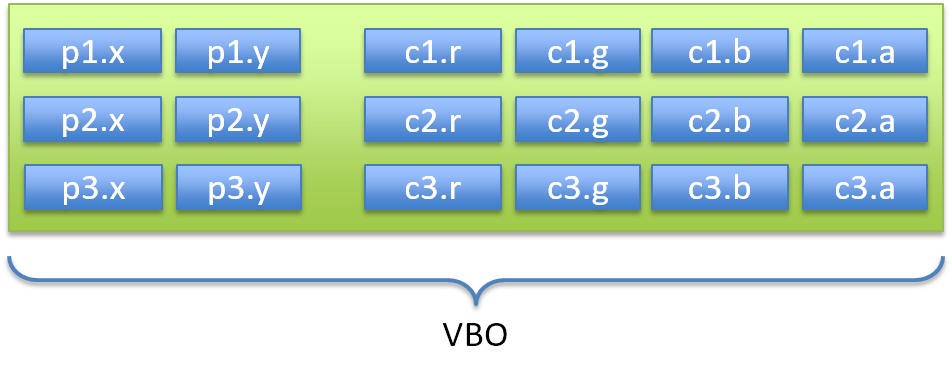 p1.x p1.y c1.r c1.g c1.b c1.a
p2.x p2.y c2.r c2.g c2.b c2.a
p3.x p3.y c3.r c3.g c3.b c3.a
VBO